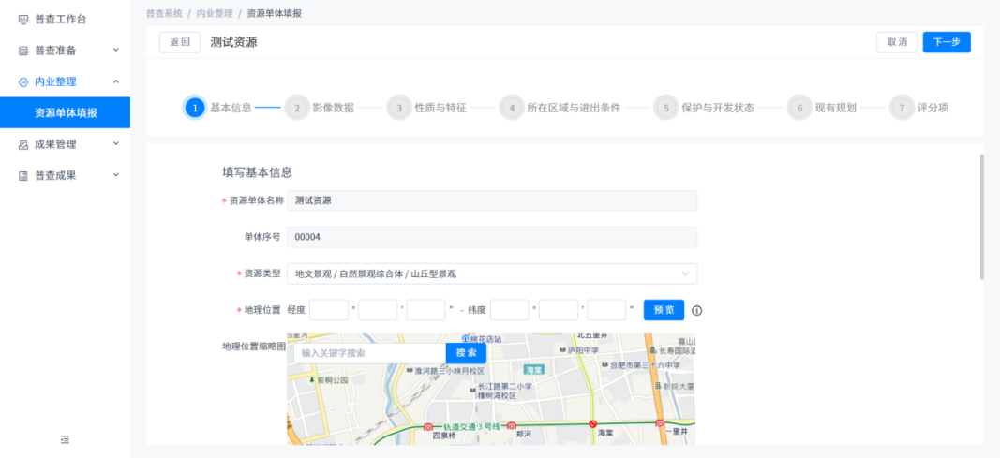 普查工作台
普查准备
内业整理
资源单体填报
成果管理
普查成果
普查系统 / 内业整理 / 资源单体填报
返回 测试资源 取消 下一步
1 基本信息 2 影像数据 3 性质与特征 4 所在区域与进出条件 5 保护与开发状态 6 现有规划 7 评分项
填写基本信息
* 资源单体名称 测试资源
单体序号 00004
* 资源类型 地文景观 / 自然景观综合体 / 山丘型景观
* 地理位置 经度 ° ′ ″ - 纬度 ° ′ ″ 预览
地理位置缩略图
桃花店站
庐阳中学
长寿国际酒
输入关键字搜索 搜索
合肥市第三十六中学
淮河路三小映月校区
海棠
紫桐公园
长江路第二小学
橡树湾校区
新院大厦
轨道交通3号线
四泉桥
郑河
海棠
一里井